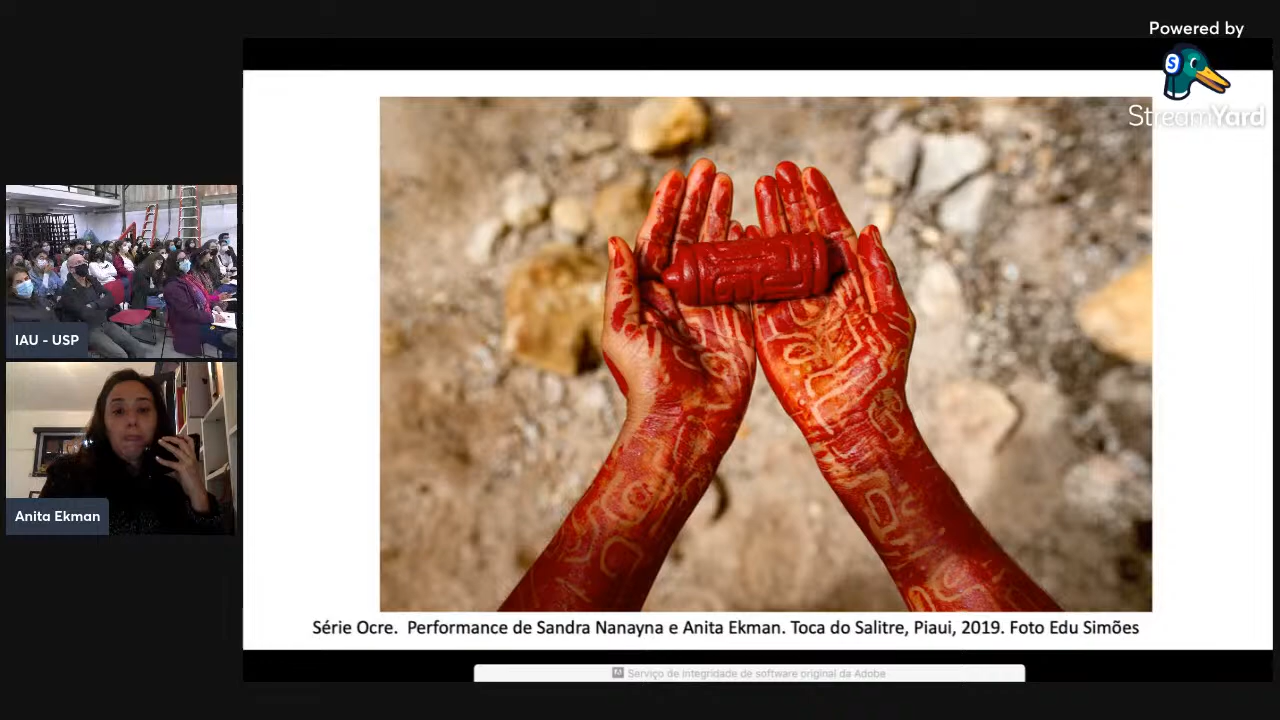 Powered by
S
StreamYard
IAU - USP
Anita Ekman
Série Ocre. Performance de Sandra Nanayna e Anita Ekman. Toca do Salitre, Piaui, 2019. Foto Edu Simões
Serviço de integridade de software original da Adobe